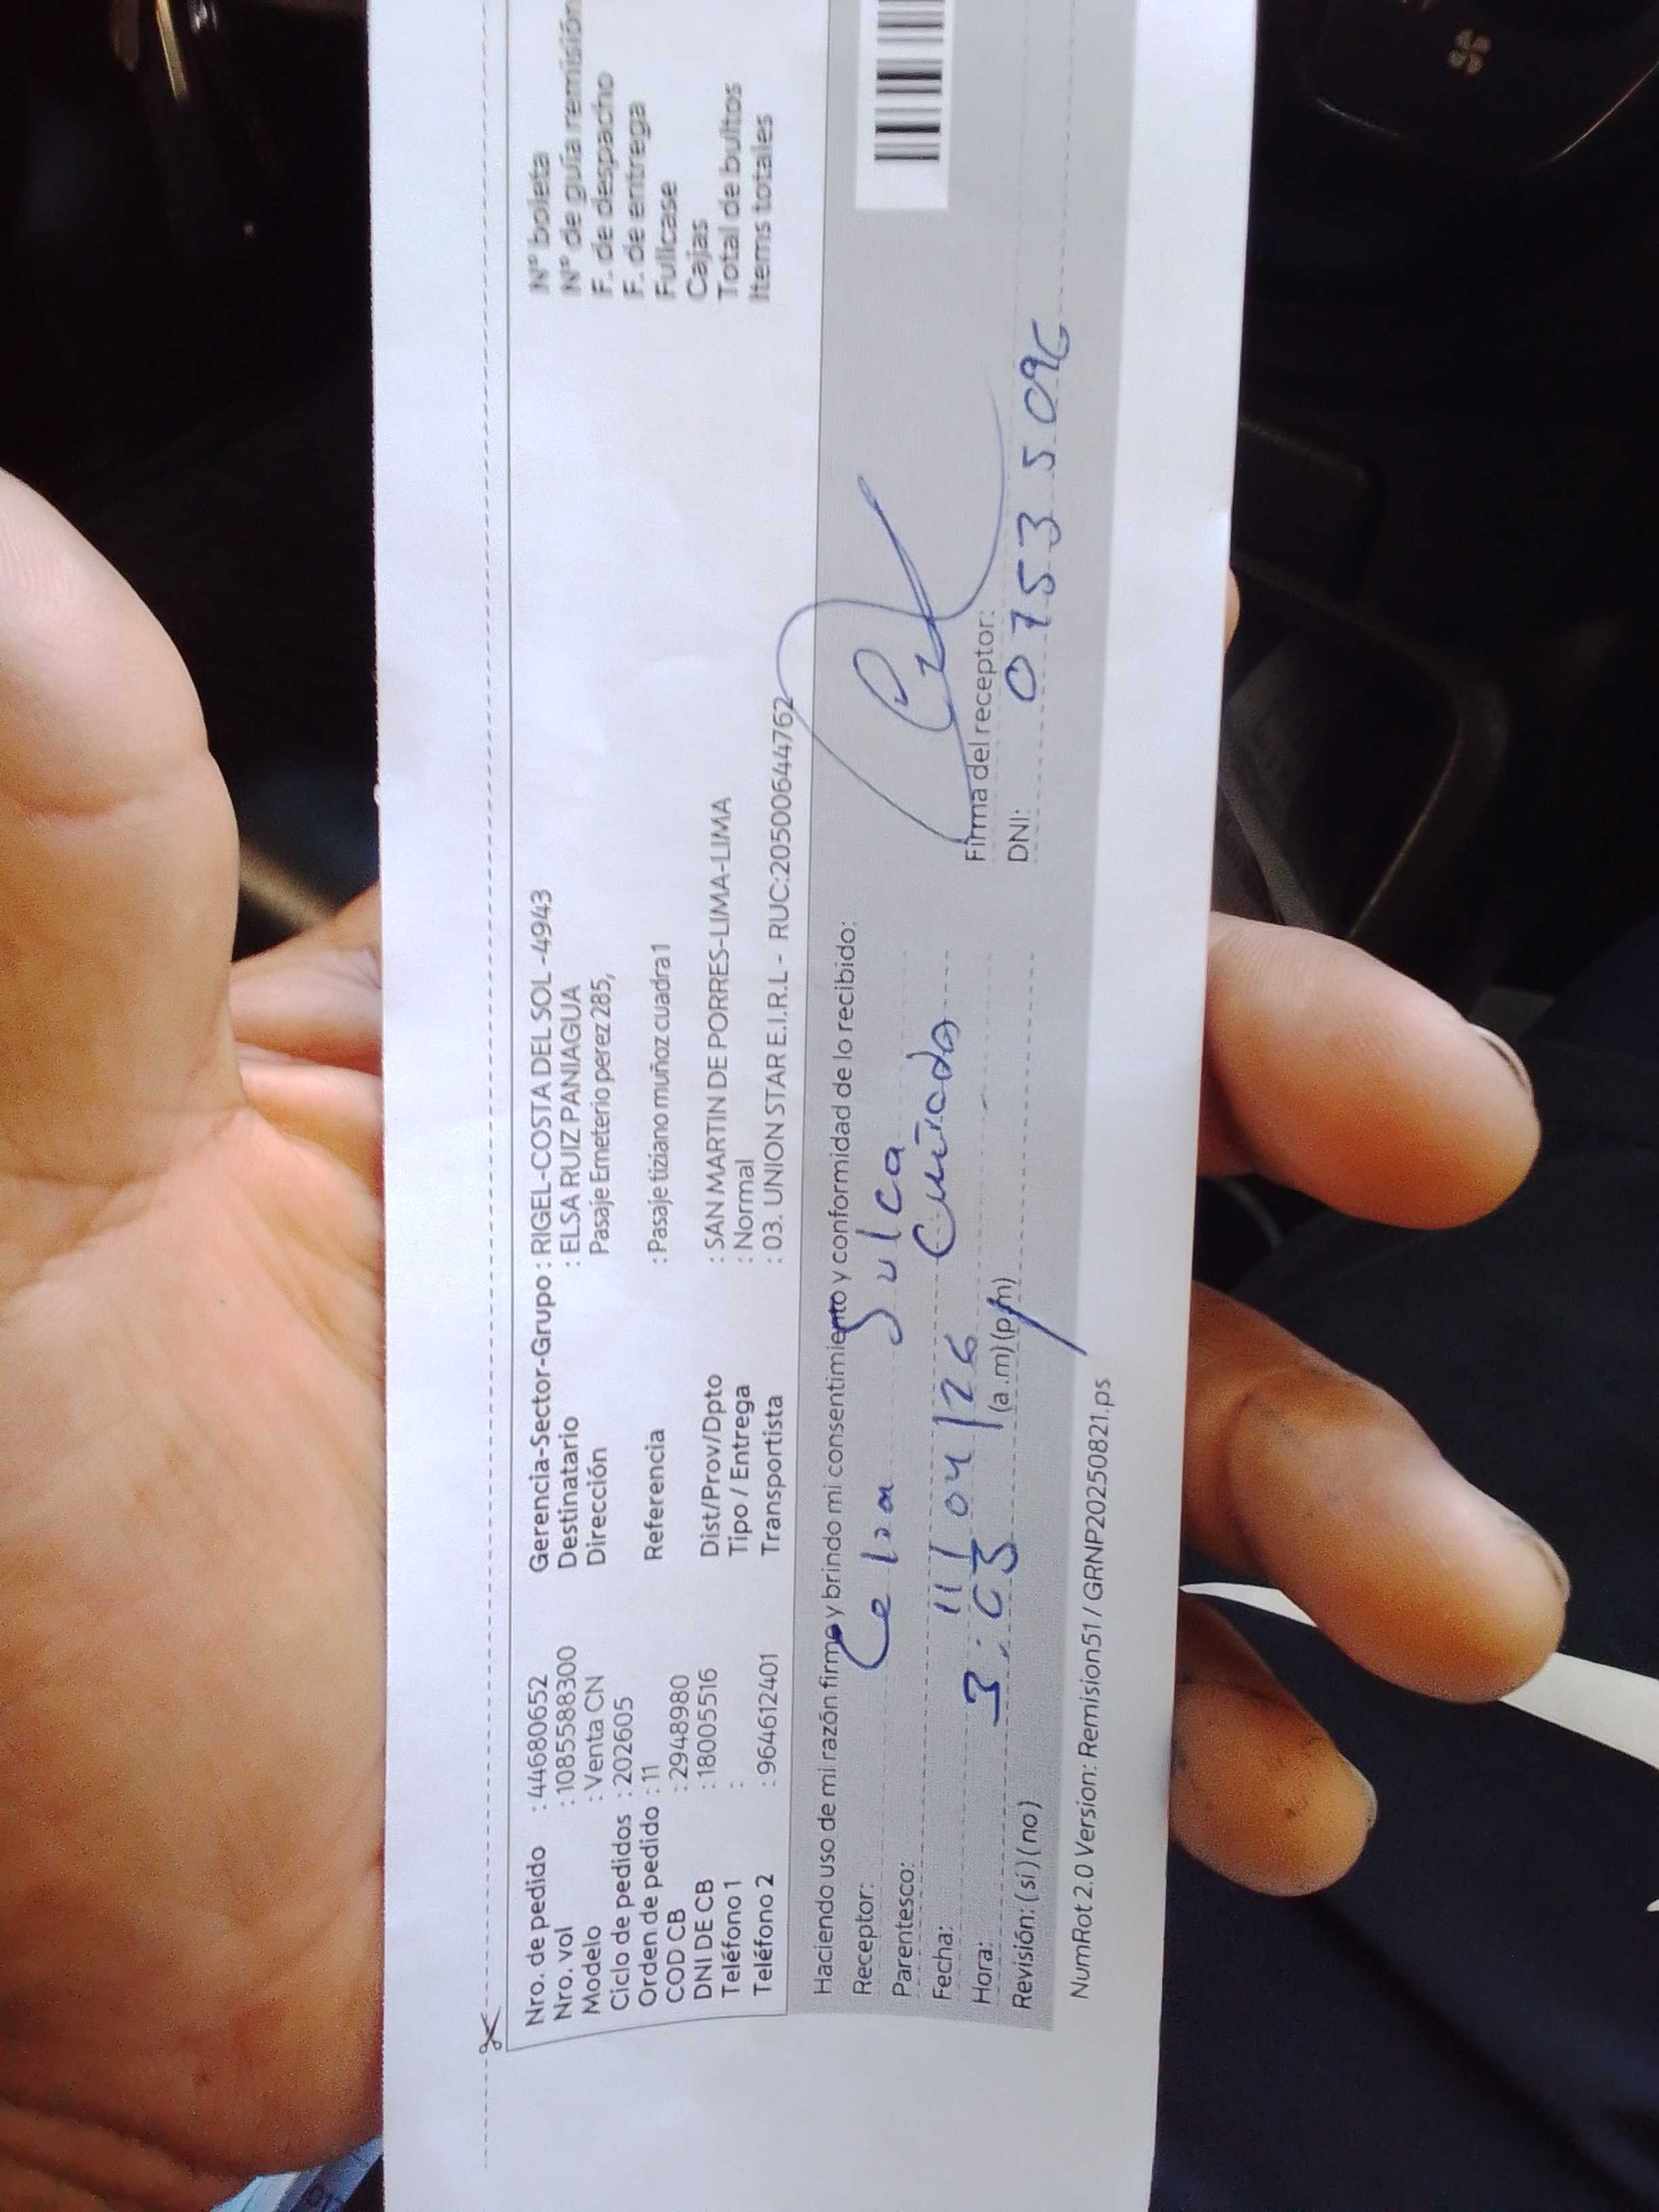 Nro. de pedido : 44680652 Gerencia-Sector-Grupo : RIGEL-COSTA DEL SOL -4943 Nº boleta
Nro. vol : 1085588300 Destinatario : ELSA RUIZ PANIAGUA Nº de guía remisión
Modelo : Venta CN Dirección Pasaje Emeterio perez 285, F. de despacho
Ciclo de pedidos : 202605 F. de entrega
Orden de pedido : 11 Referencia : Pasaje tiziano muñoz cuadra 1 Fullcase
COD CB : 2948980 Cajas
DNI DE CB : 18005516 Dist/Prov/Dpto : SAN MARTIN DE PORRES-LIMA-LIMA Total de bultos
Teléfono 1 : Tipo / Entrega : Normal Items totales
Teléfono 2 : 964612401 Transportista : 03. UNION STAR E.I.R.L - RUC:20500644762
Haciendo uso de mi razón firmo y brindo mi consentimiento y conformidad de lo recibido:
Receptor: Celia Sulca
Parentesco: Cuñada
Fecha: 11/04/26
Hora: 3:03 (a.m) (p.m) Firma del receptor:
Revisión: ( sí ) ( no ) DNI: 07535096
NumRot 2.0 Version: Remision51 / GRNP20250821.ps